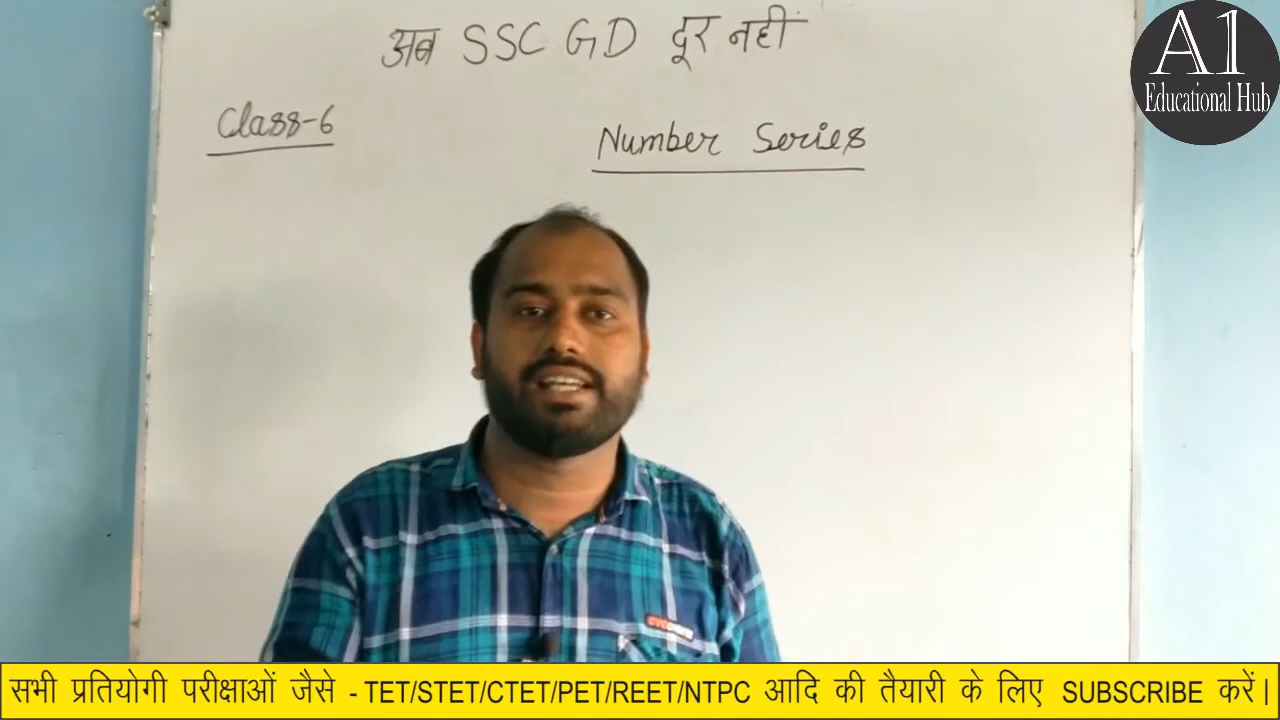 अब SSC GD दूर नहीं
A1
Educational Hub
Class-6
Number Series
सभी प्रतियोगी परीक्षाओं जैसे - TET/STET/CTET/PET/REET/NTPC आदि की तैयारी के लिए SUBSCRIBE करें |